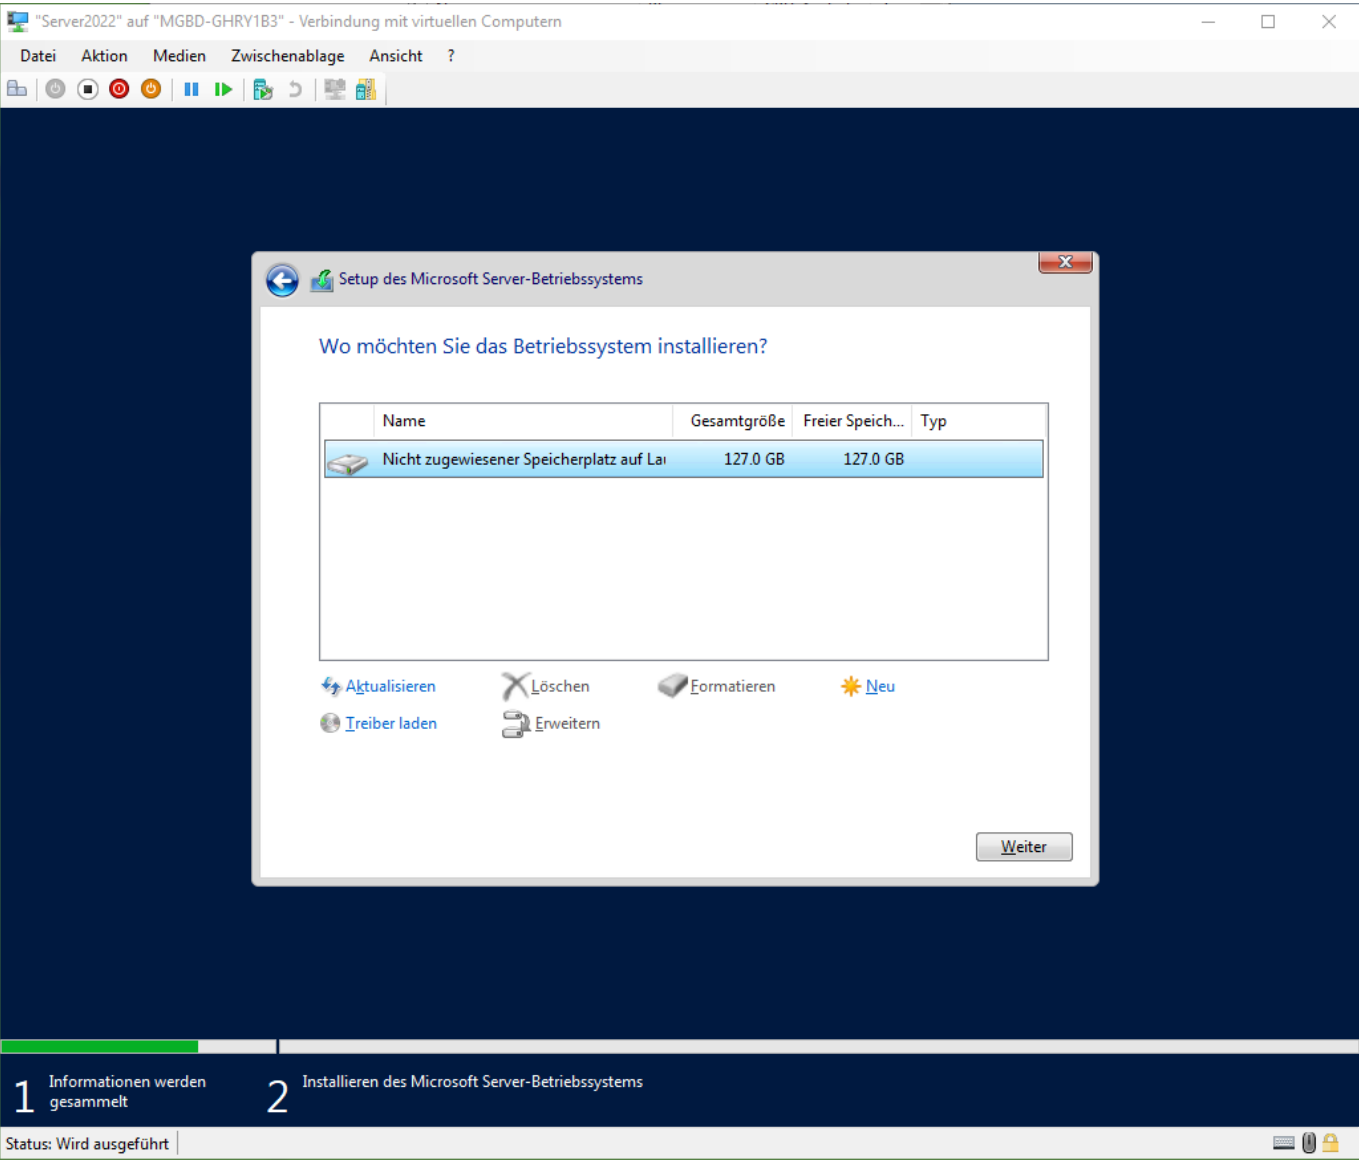 "Server2022" auf "MGBD-GHRY1B3" - Verbindung mit virtuellen Computern
Datei Aktion Medien Zwischenablage Ansicht ?
Setup des Microsoft Server-Betriebssystems
Wo möchten Sie das Betriebssystem installieren?
Name Gesamtgröße Freier Speich... Typ
Nicht zugewiesener Speicherplatz auf 127.0 GB 127.0 GB
Aktualisieren Löschen Formatieren Neu
Treiber laden Erweitern
Weiter
1 Informationen werden gesammelt
2 Installieren des Microsoft Server-Betriebssystems
Status: Wird ausgeführt